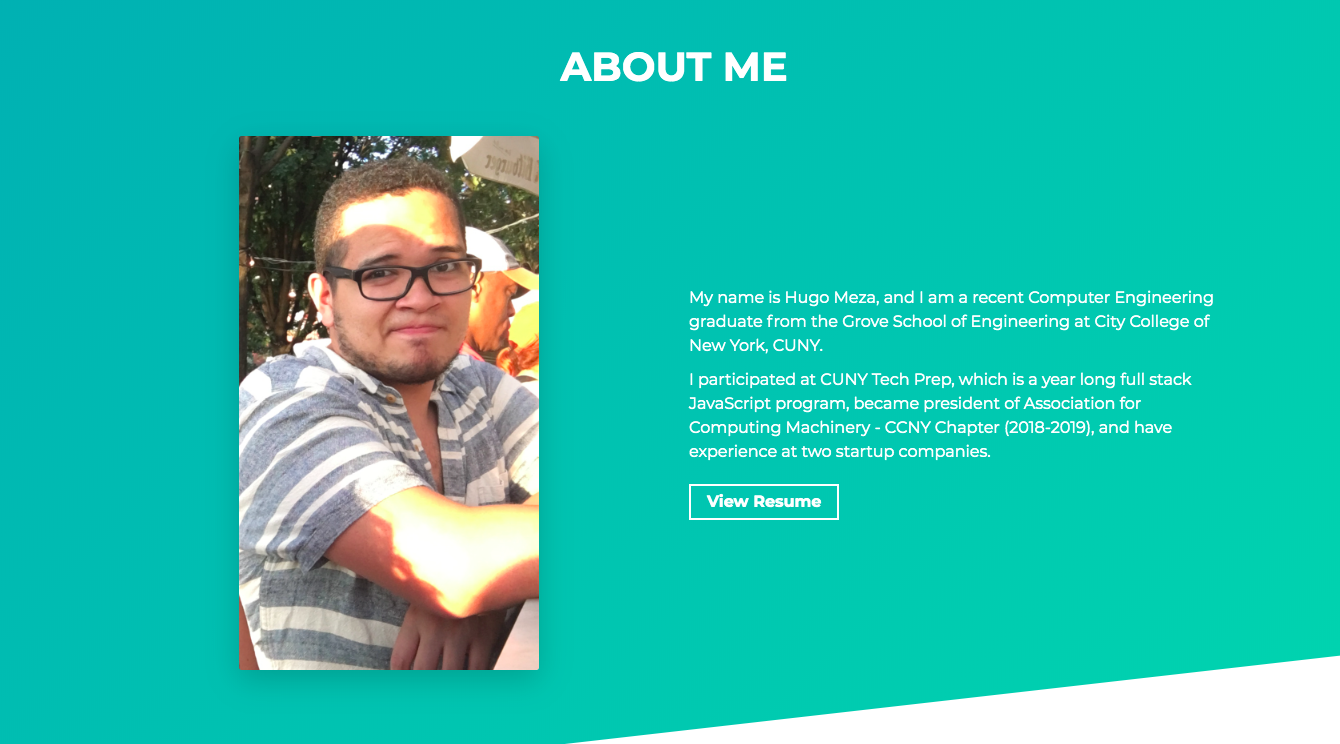 ABOUT ME
My name is Hugo Meza, and I am a recent Computer Engineering
graduate from the Grove School of Engineering at City College of
New York, CUNY.
I participated at CUNY Tech Prep, which is a year long full stack
JavaScript program, became president of Association for
Computing Machinery - CCNY Chapter (2018-2019), and have
experience at two startup companies.
View Resume